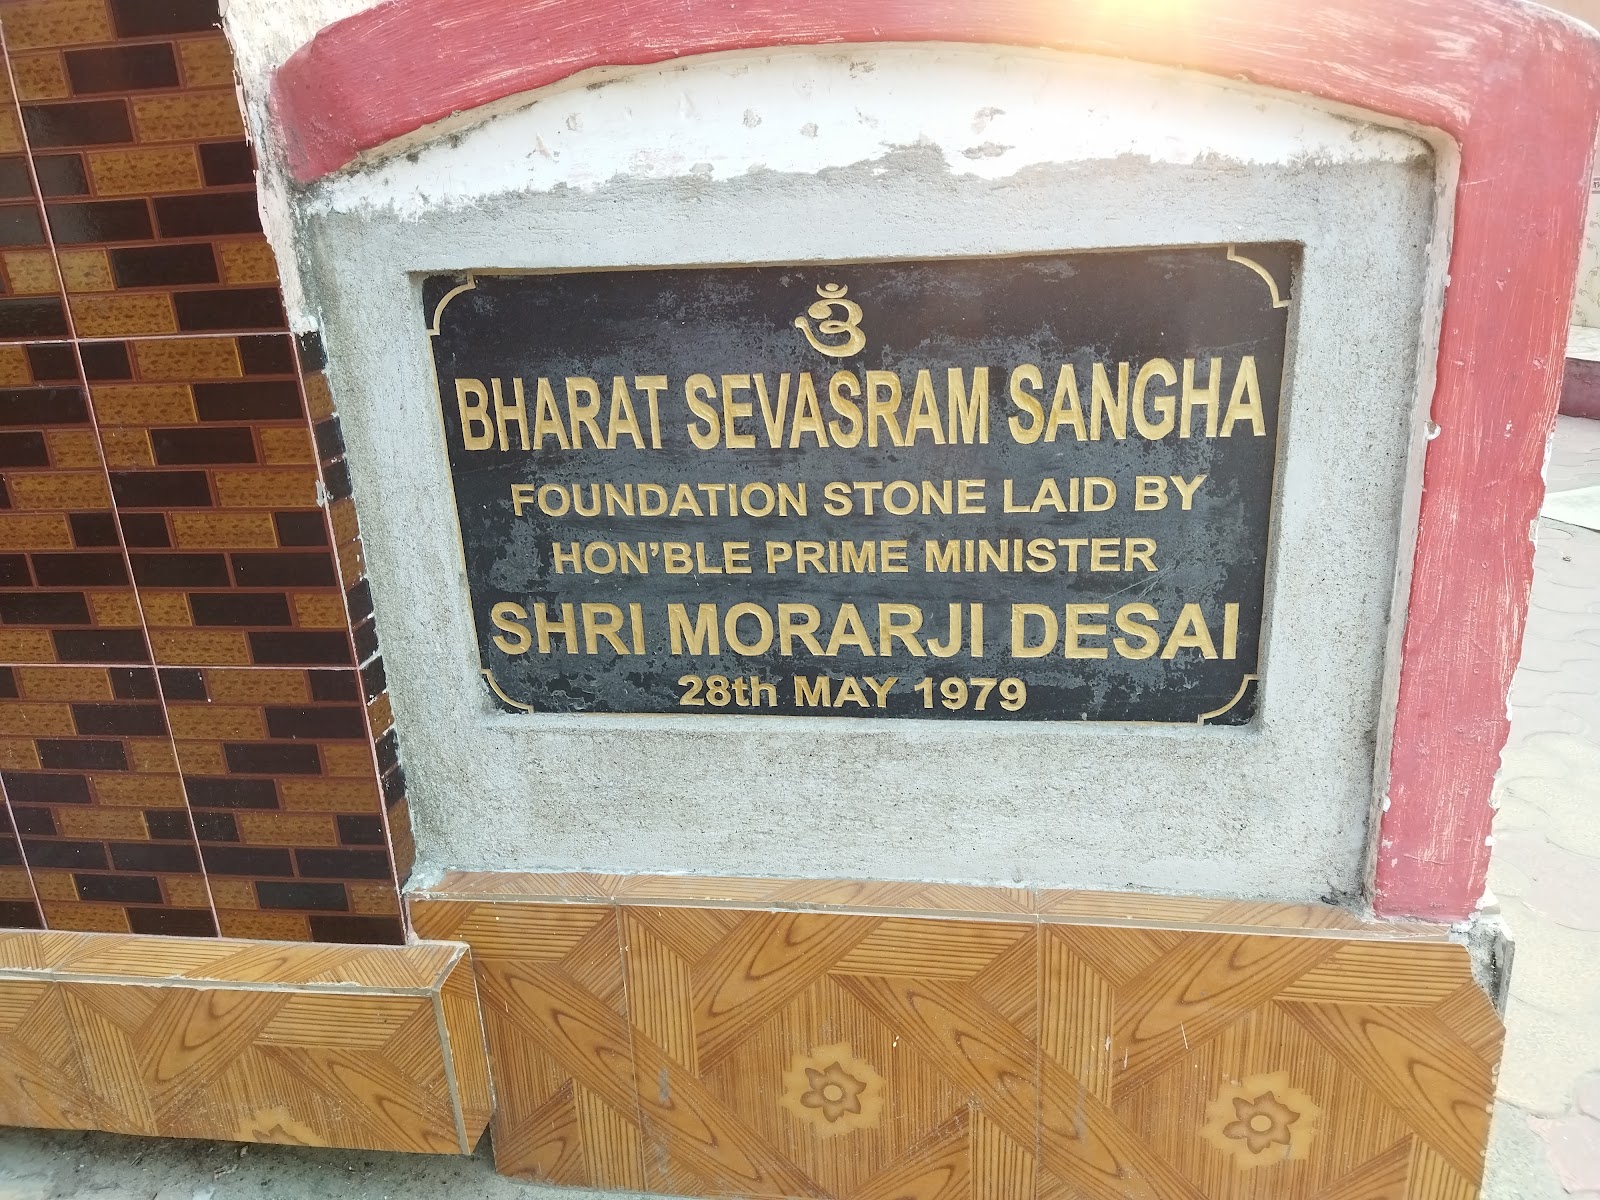 ওঁ
BHARAT SEVASRAM SANGHA
FOUNDATION STONE LAID BY
HON'BLE PRIME MINISTER
SHRI MORARJI DESAI
28th MAY 1979